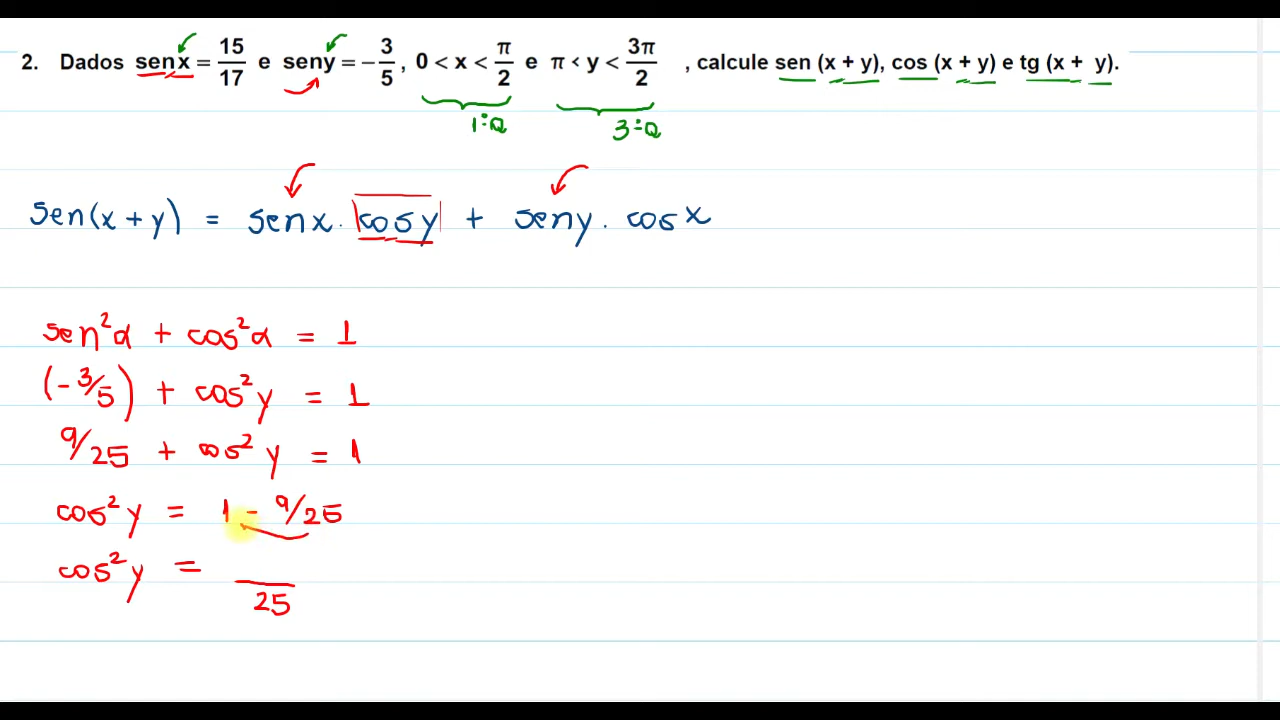 2. Dados senx = 15/17 e seny = -3/5, 0 < x < π/2 e π < y < 3π/2 , calcule sen (x + y), cos (x + y) e tg (x + y).
1ºQ 3ºQ
sen(x + y) = senx . cosy + seny . cosx
sen²α + cos²α = 1
(-3/5) + cos²y = 1
9/25 + cos²y = 1
cos²y = 1 - 9/25
cos²y = /25